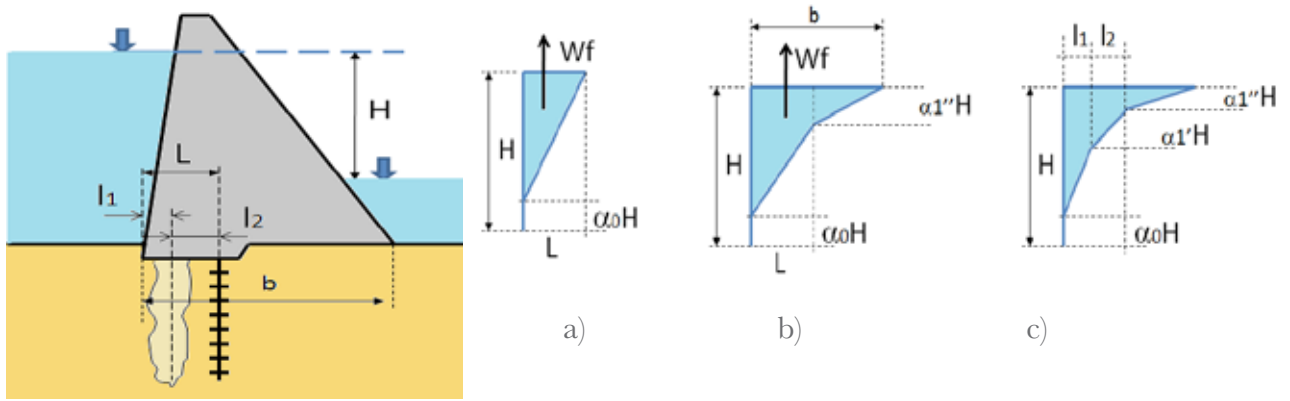 H
L
l₁
l₂
b
Wf
H
α₀H
L
a)
b
Wf
H
α1''H
α₀H
L
b)
l₁ l₂
H
α1''H
α1'H
α₀H
c)